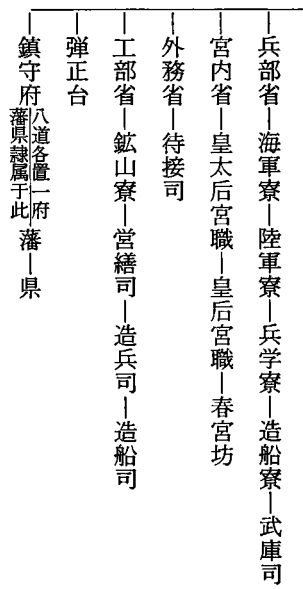 兵部省―海軍寮―陸軍寮―兵学寮―造船寮―武庫司
宮内省―皇太后宮職―皇后宮職―春宮坊
外務省―待接司
工部省―鉱山寮―営繕司―造兵司―造船司
弾正台
鎮守府 八道各置一府 藩県隷属于此 藩―県